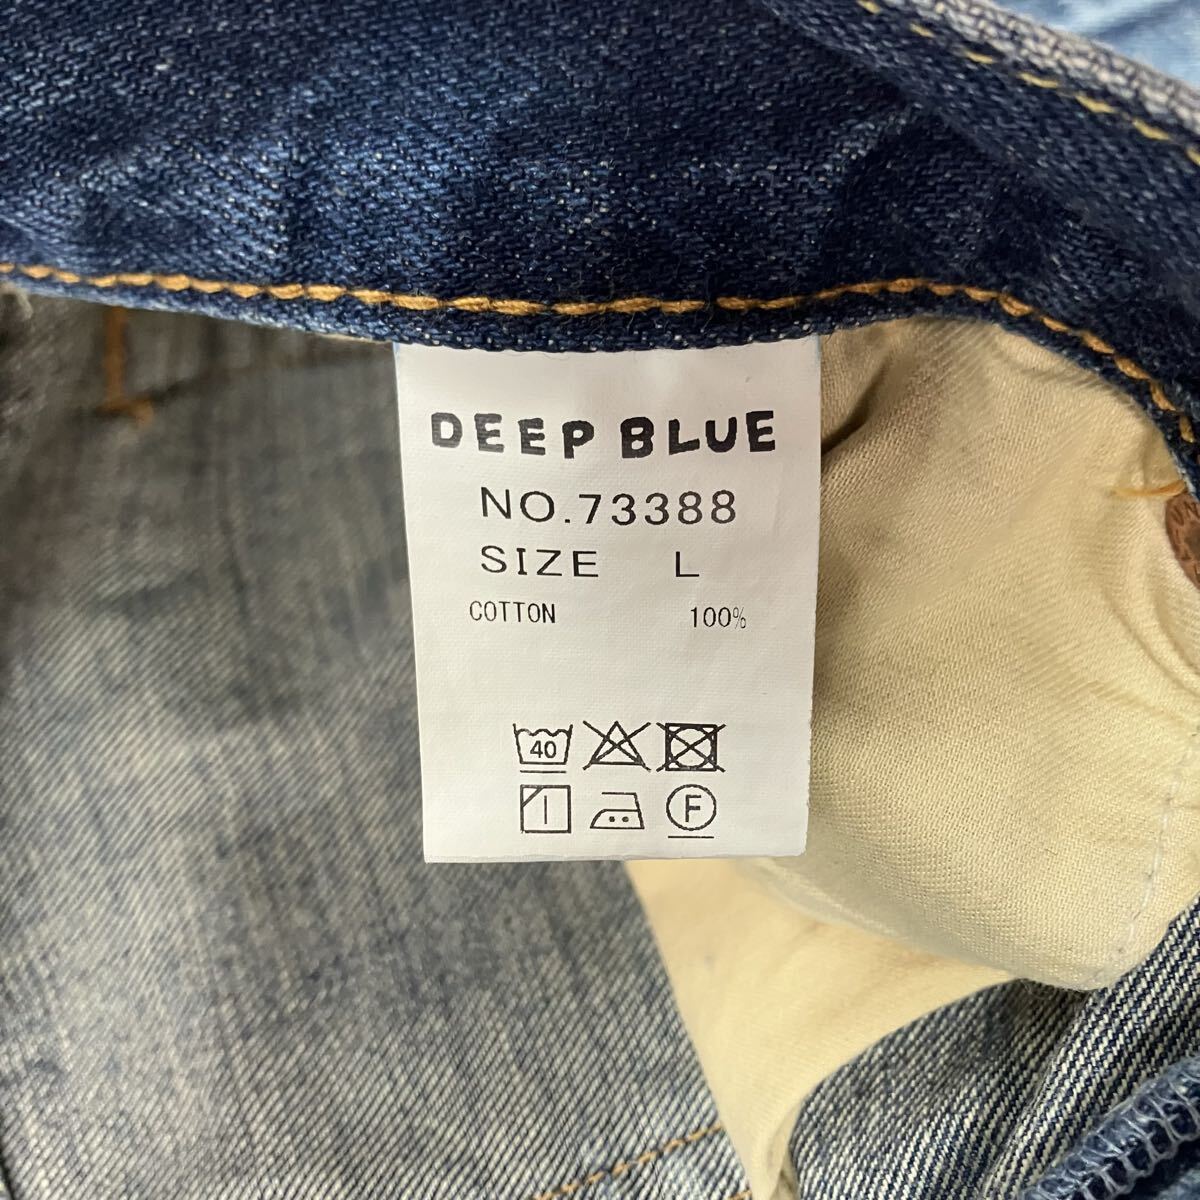 DEEP BLUE
NO.73388
SIZE L
COTTON 100%
40
F